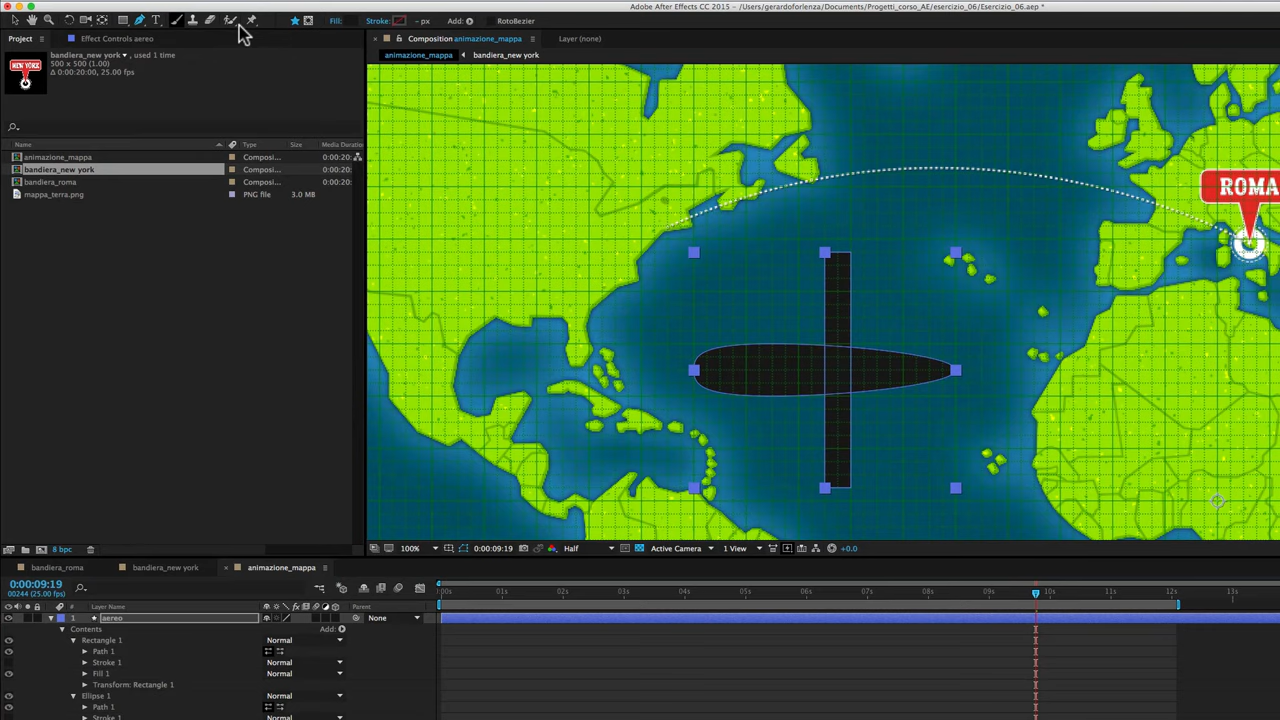 Adobe After Effects CC 2015 - /Users/gerardoforlenza/Documents/Progetti_corso_AE/esercizio_06/Esercizio_06.aep *
Fill: Stroke: - px Add: RotoBezier
Project Effect Controls aereo
Composition animazione_mappa Layer (none)
animazione_mappa bandiera_new york
bandiera_new york , used 1 time
500 x 500 (1.00)
Δ 0:00:20:00, 25.00 fps
NEW YORK
Name Type Size Media Duration
animazione_mappa Composi... 0:00:20:
bandiera_new york Composi... 0:00:20:
bandiera_roma Composi... 0:00:20:
mappa_terra.png PNG file 3.0 MB
ROMA
8 bpc
100% 0:00:09:19 Half Active Camera 1 View +0.0
bandiera_roma bandiera_new york animazione_mappa
0:00:09:19
00244 (25.00 fps)
:00s 01s 02s 03s 04s 05s 06s 07s 08s 09s 10s 11s 12s 13s
# Layer Name Parent
1 aereo None
Contents Add:
Rectangle 1 Normal
Path 1
Stroke 1 Normal
Fill 1 Normal
Transform: Rectangle 1
Ellipse 1 Normal
Path 1
Stroke 1 Normal